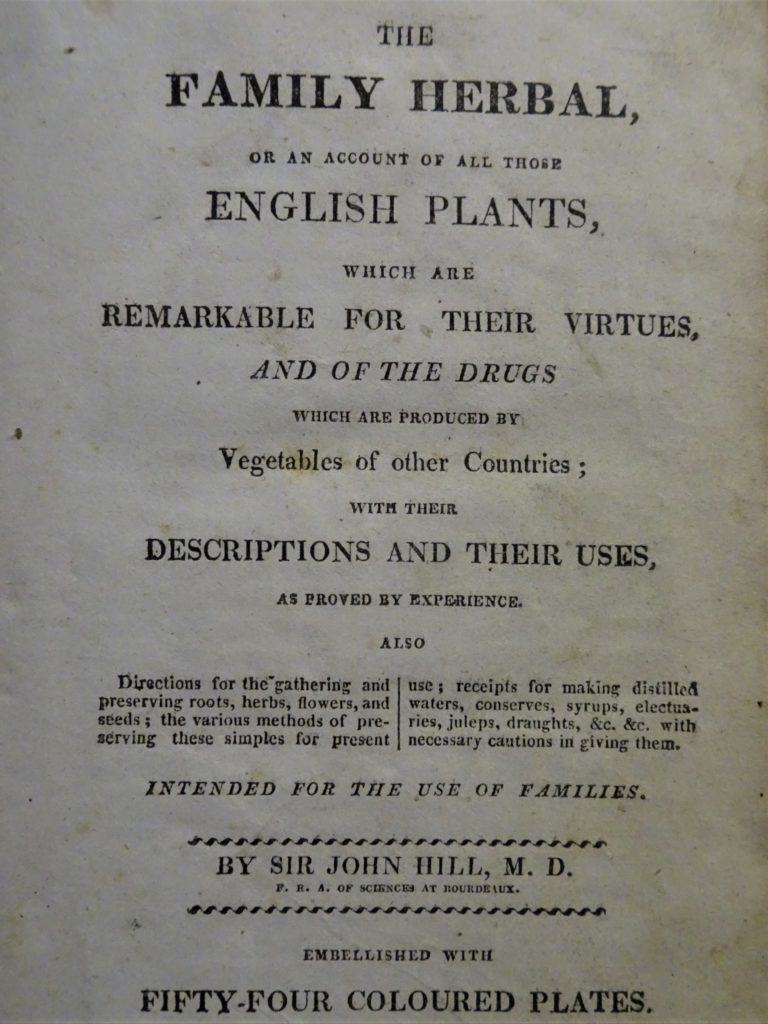 THE
FAMILY HERBAL,
OR AN ACCOUNT OF ALL THOSE
ENGLISH PLANTS,
WHICH ARE
REMARKABLE FOR THEIR VIRTUES,
AND OF THE DRUGS
WHICH ARE PRODUCED BY
Vegetables of other Countries;
WITH THEIR
DESCRIPTIONS AND THEIR USES,
AS PROVED BY EXPERIENCE.
ALSO
Directions for the gathering and
preserving roots, herbs, flowers, and
seeds; the various methods of pre-
serving these simples for present
use; receipts for making distilled
waters, conserves, syrups, electua-
ries, juleps, draughts, &c. &c. with
necessary cautions in giving them.
INTENDED FOR THE USE OF FAMILIES.
BY SIR JOHN HILL, M. D.
F. R. A. OF SCIENCES AT BOURDEAUX.
EMBELLISHED WITH
FIFTY-FOUR COLOURED PLATES.